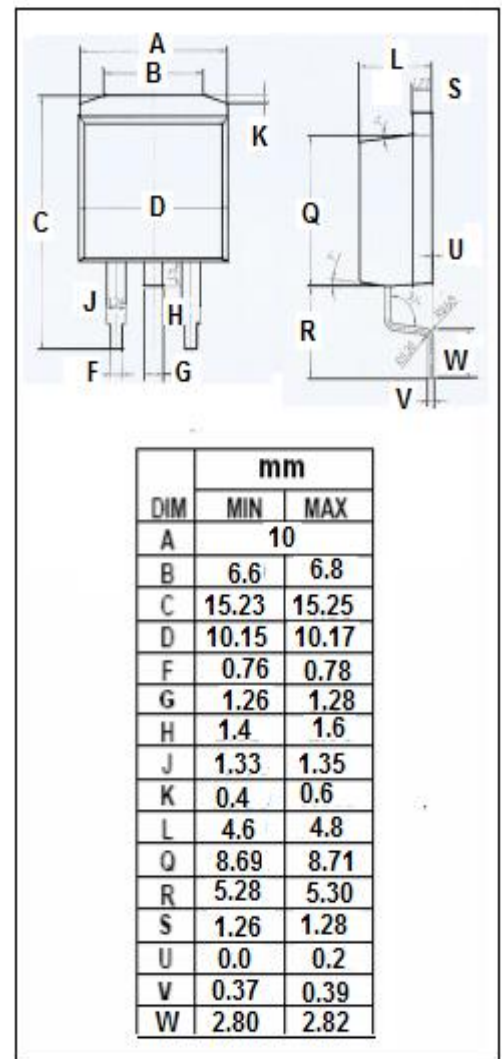 A
B
L
S
K
C
D
Q
U
J
H
R
W
F
G
V
mm
DIM MIN MAX
A 10
B 6.6 6.8
C 15.23 15.25
D 10.15 10.17
F 0.76 0.78
G 1.26 1.28
H 1.4 1.6
J 1.33 1.35
K 0.4 0.6
L 4.6 4.8
Q 8.69 8.71
R 5.28 5.30
S 1.26 1.28
U 0.0 0.2
V 0.37 0.39
W 2.80 2.82